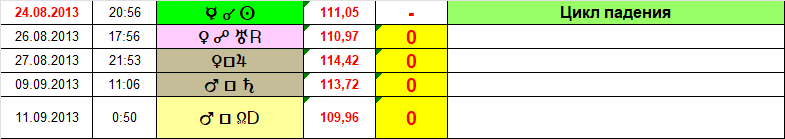 24.08.2013 20:56 ☿ ☌ ☉ 111,05 - Цикл падения
26.08.2013 17:56 ♀ ☍ ♅R 110,97 0
27.08.2013 21:53 ♀□♃ 114,42 0
09.09.2013 11:06 ♂ □ ♄ 113,72 0
11.09.2013 0:50 ♂ □ ☊D 109,96 0